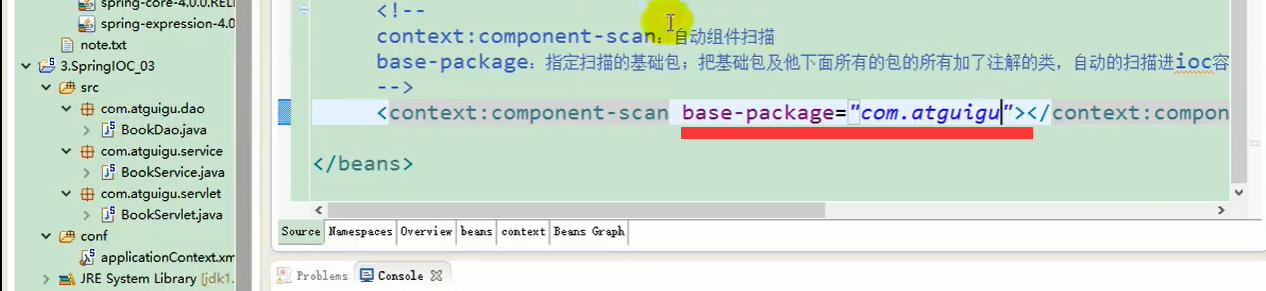 spring-core-4.0.0.REL
spring-expression-4.0
note.txt
3.SpringIOC_03
src
com.atguigu.dao
BookDao.java
com.atguigu.service
BookService.java
com.atguigu.servlet
BookServlet.java
conf
applicationContext.xm
JRE System Library [jdk1.
<!--
context:component-scan：自动组件扫描
base-package：指定扫描的基础包；把基础包及他下面所有的包的所有加了注解的类，自动的扫描进ioc容
-->
<context:component-scan base-package="com.atguigu"></context:compon
</beans>
Source Namespaces Overview beans context Beans Graph
Problems Console